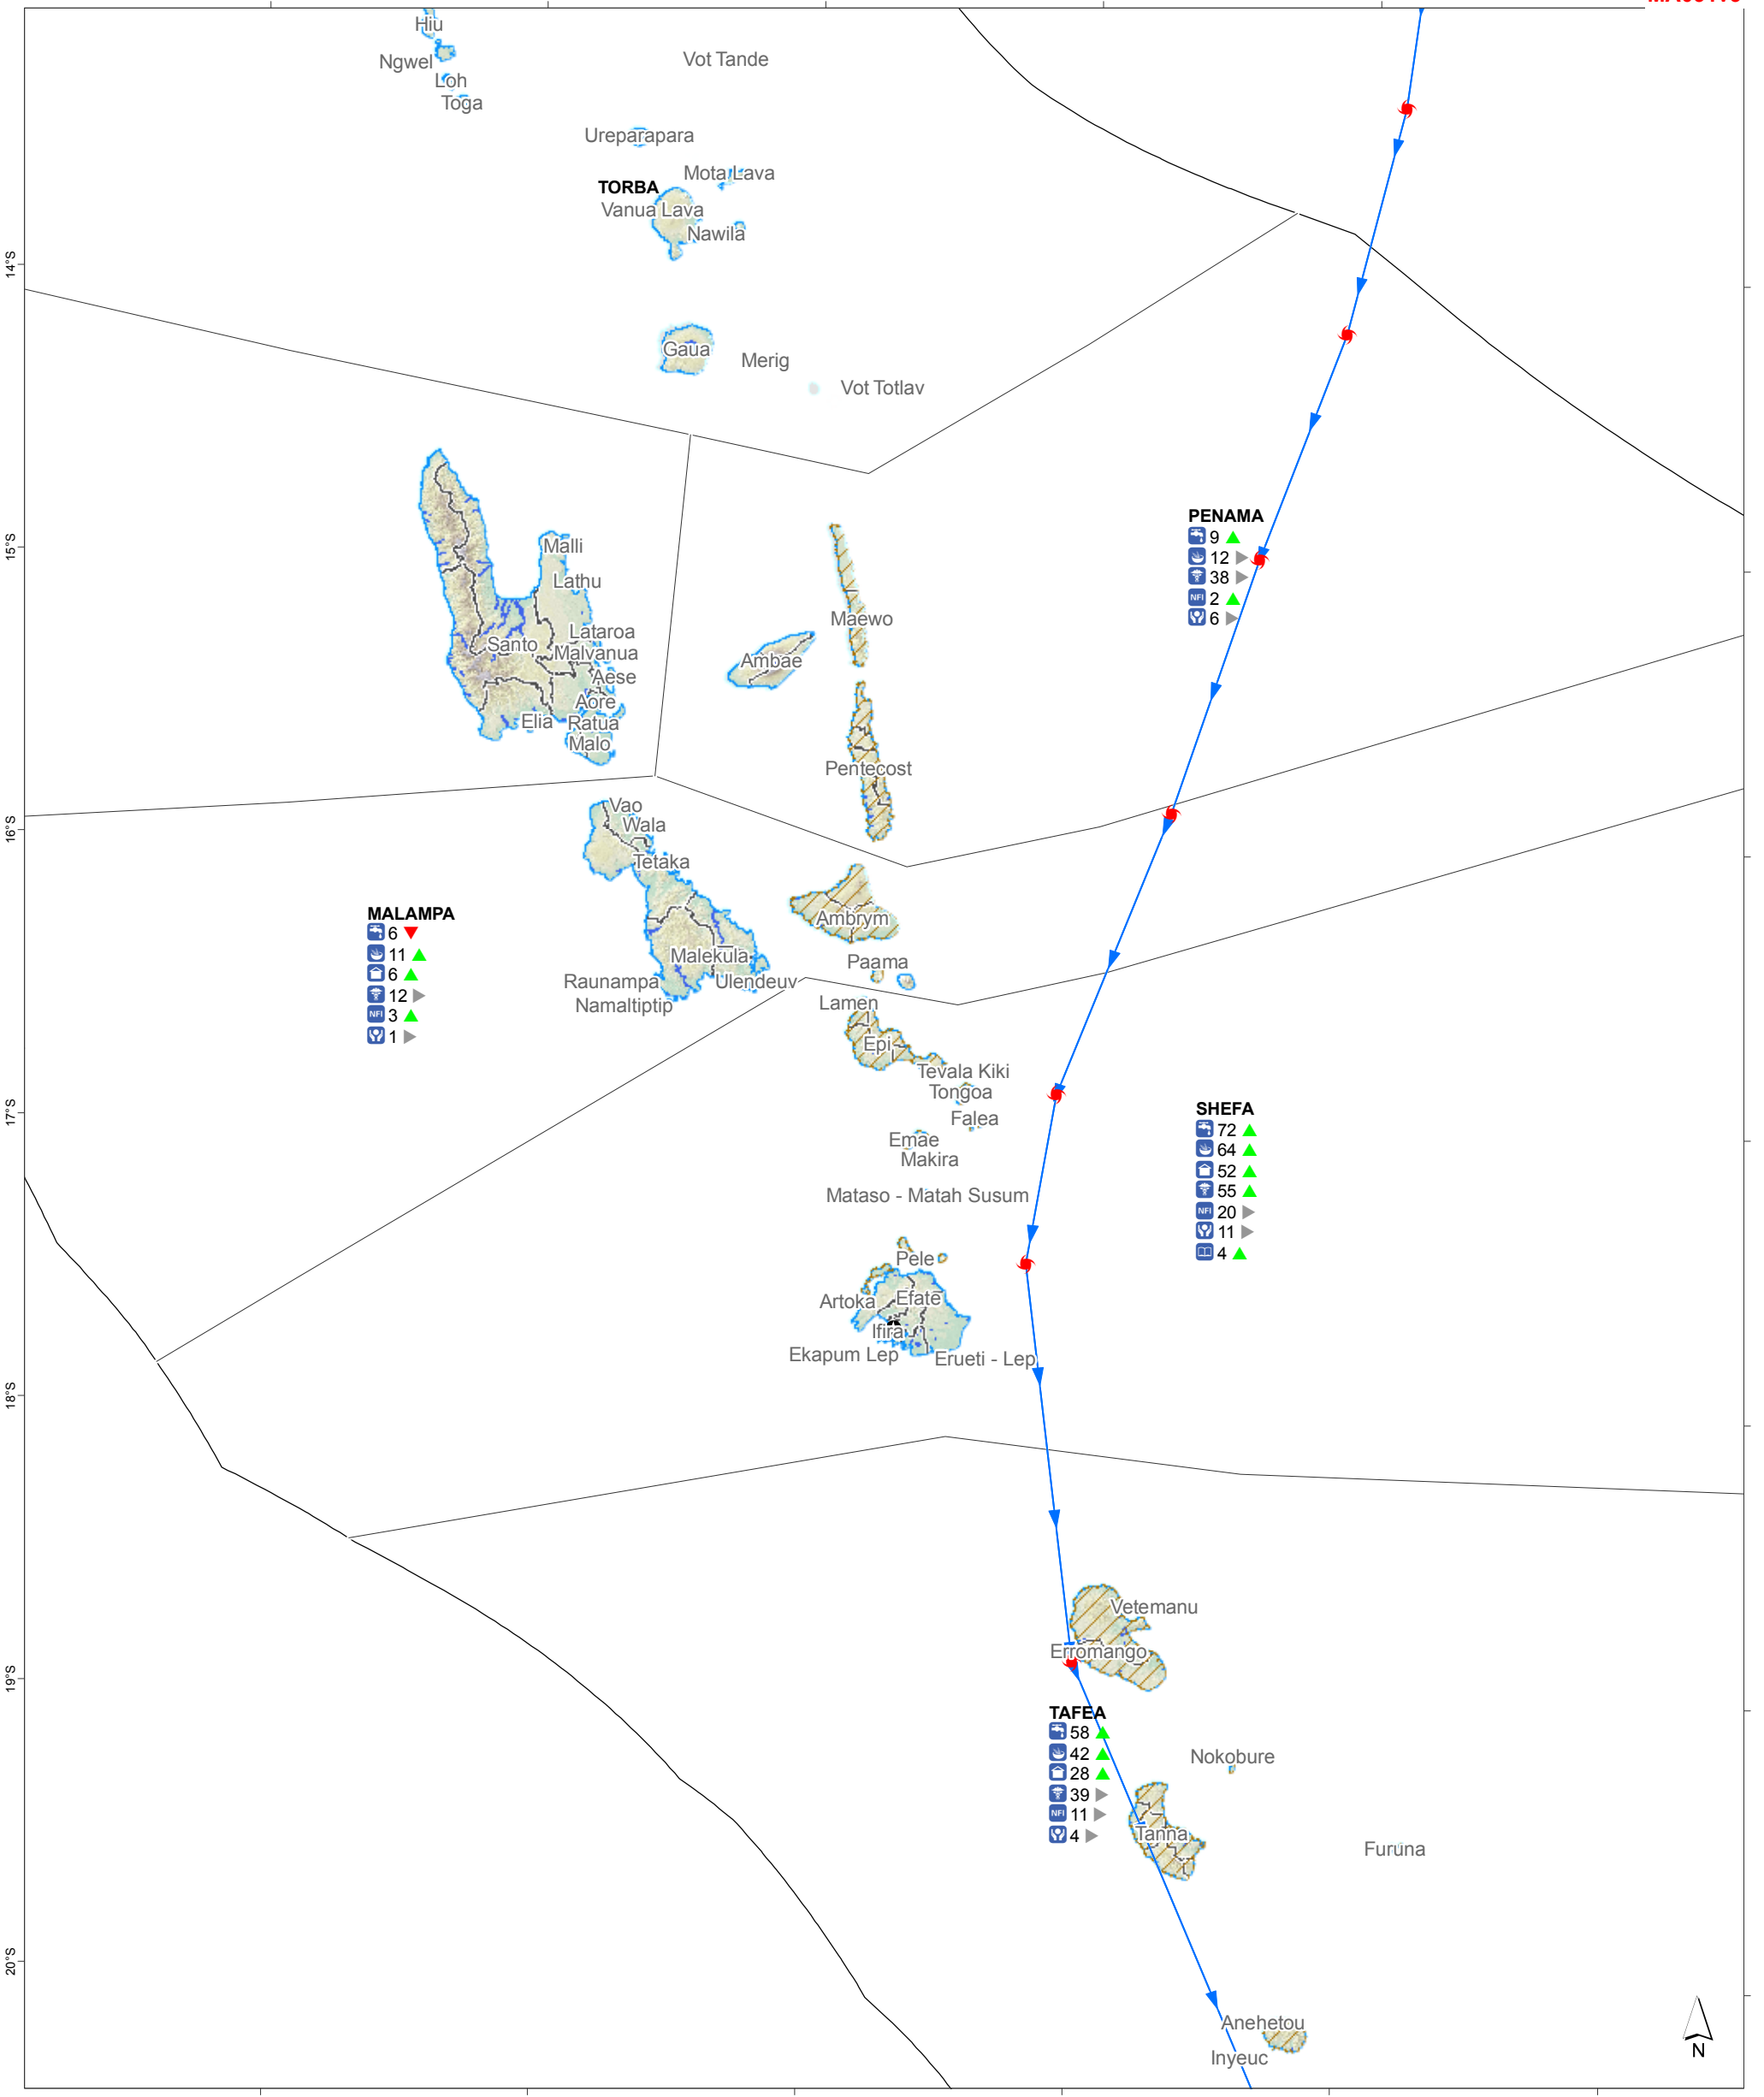 Hiu
Vot Tande
Ngwel
Loh
Toga
Ureparapara
Mota Lava
TORBA
Vanua Lava
Nawila
14°S
Gaua
Merig
Vot Totlav
PENAMA
9
12
38
NFI 2
6
15°S
Malli
Lathu
Maewo
Lataroa
Santo
Malvanua
Ambae
Aese
Aore
Elia
Ratua
Malo
Pentecost
16°S
Vao
Wala
Tetaka
MALAMPA
6
11
6
12
NFI 3
1
Ambrym
Malekula
Paama
Raunampa
Ulendeuv
Namaltiptip
Lamen
Epi
Tevala Kiki
Tongoa
17°S
Falea
Emae
Makira
SHEFA
72
64
52
55
NFI 20
11
4
Mataso - Matah Susum
Pele
Artoka
Efate
Ifira
Ekapum Lep
Erueti - Lep
18°S
Vetemanu
Erromango
19°S
TAFEA
58
42
28
39
NFI 11
4
Nokobure
Tanna
Furuna
20°S
Anehetou
Inyeuc
N